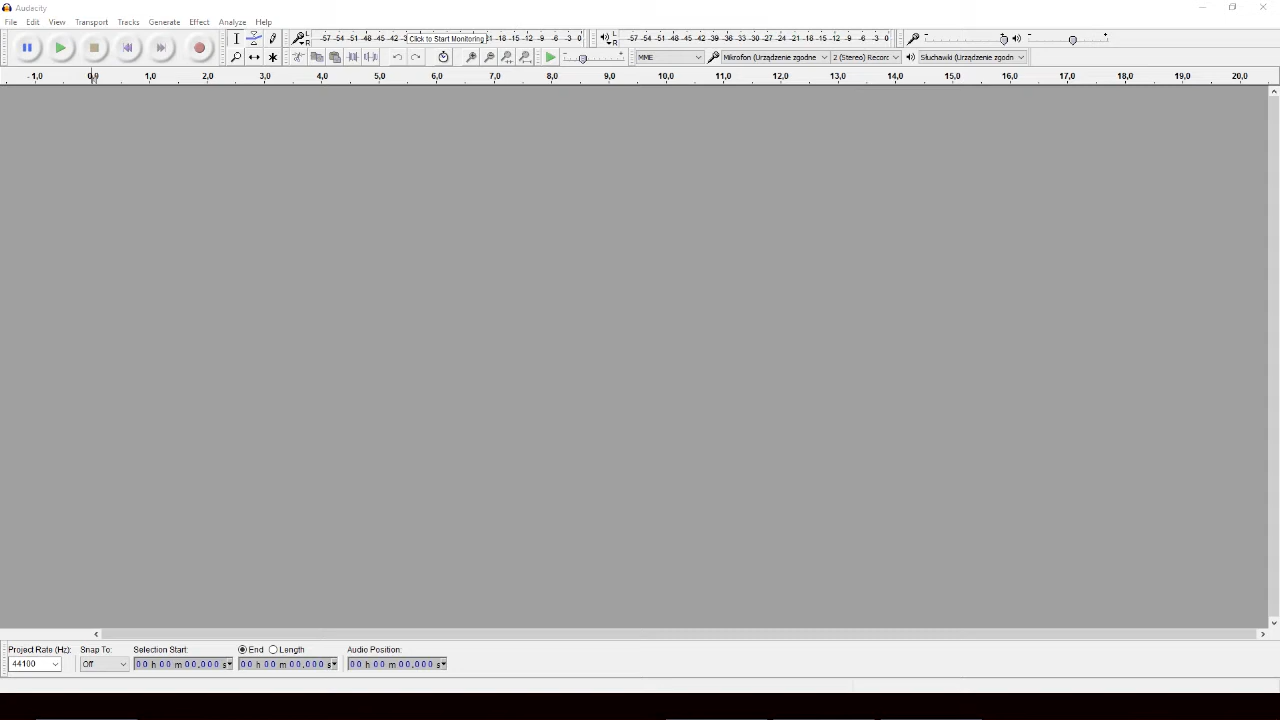 Audacity
File Edit View Transport Tracks Generate Effect Analyze Help
L R -57 -54 -51 -48 -45 -42 -3 Click to Start Monitoring -21 -18 -15 -12 -9 -6 -3 0 L R -57 -54 -51 -48 -45 -42 -39 -36 -33 -30 -27 -24 -21 -18 -15 -12 -9 -6 -3 0 - + - +
- + MME Mikrofon (Urządzenie zgodne 2 (Stereo) Recorc Słuchawki (Urządzenie zgodn
-1,0 0,0 1,0 2,0 3,0 4,0 5,0 6,0 7,0 8,0 9,0 10,0 11,0 12,0 13,0 14,0 15,0 16,0 17,0 18,0 19,0 20,0
Project Rate (Hz): Snap To: Selection Start: End Length Audio Position:
44100 Off 00 h 00 m 00,000 s 00 h 00 m 00,000 s 00 h 00 m 00,000 s